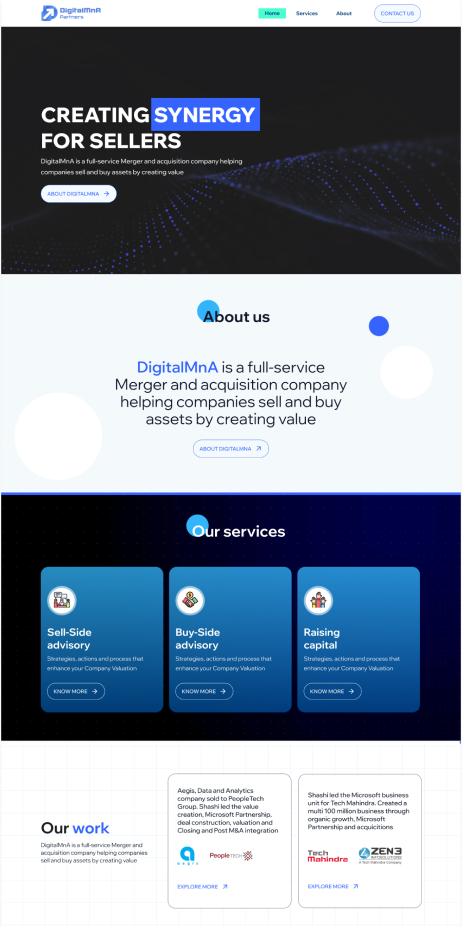 DigitalMnA
Partners
Home
Services
About
CONTACT US
CREATING SYNERGY
FOR SELLERS
DigitalMnA is a full-service Merger and acquisition company helping
companies sell and buy assets by creating value
ABOUT DIGITALMNA
About us
DigitalMnA is a full-service
Merger and acquisition company
helping companies sell and buy
assets by creating value
ABOUT DIGITALMNA
Our services
Sell-Side
advisory
Strategies, actions and process that
enhance your Company Valuation
KNOW MORE
Buy-Side
advisory
Strategies, actions and process that
enhance your Company Valuation
KNOW MORE
Raising
capital
Strategies, actions and process that
enhance your Company Valuation
KNOW MORE
Our work
DigitalMnA is a full-service Merger and
acquisition company helping companies
sell and buy assets by creating value
Aegis, Data and Analytics
company sold to PeopleTech
Group. Shashi led the value
creation, Microsoft Partnership,
deal construction, valuation and
Closing and Post M&A integration
aegis
People TECH
EXPLORE MORE
Shashi led the Microsoft business
unit for Tech Mahindra. Created a
multi 100 million business through
organic growth, Microsoft
Partnership and acquicitions
Tech
Mahindra
ZEN3
INFOSOLUTIONS
A Tech Mahindra Company
EXPLORE MORE